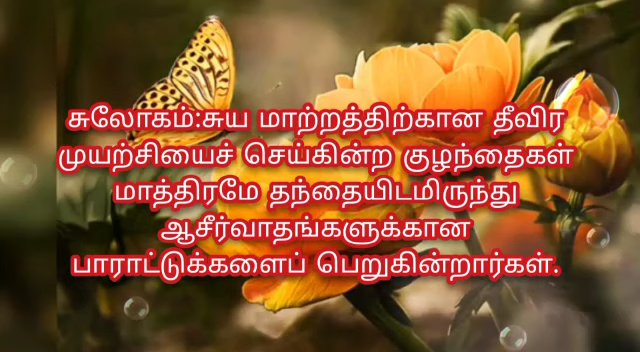 சுலோகம்:சுய மாற்றத்திற்கான தீவிர
முயற்சியைச் செய்கின்ற குழந்தைகள்
மாத்திரமே தந்தையிடமிருந்து
ஆசீர்வாதங்களுக்கான
பாராட்டுக்களைப் பெறுகின்றார்கள்.